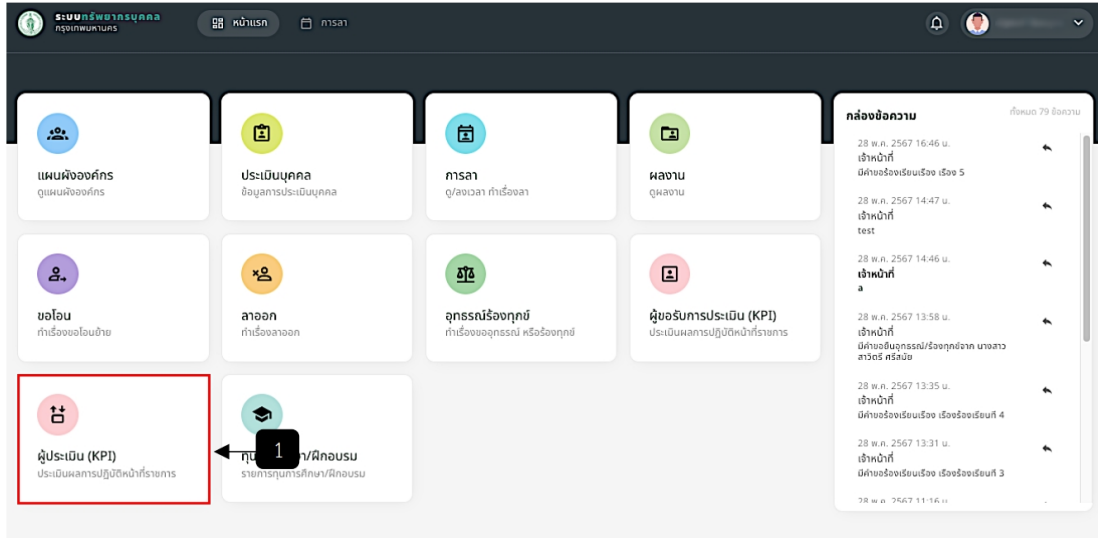 ระบบทรัพยากรบุคคล
กรุงเทพมหานคร
หน้าแรก
การลา
แผนผังองค์กร
ดูแผนผังองค์กร
ประเมินบุคคล
ข้อมูลการประเมินบุคคล
การลา
ดู/ลงเวลา ทำเรื่องลา
ผลงาน
ดูผลงาน
ขอโอน
ทำเรื่องขอโอนย้าย
ลาออก
ทำเรื่องลาออก
อุทธรณ์ร้องทุกข์
ทำเรื่องขออุทธรณ์ หรือร้องทุกข์
ผู้ขอรับการประเมิน (KPI)
ประเมินผลการปฏิบัติหน้าที่ราชการ
ผู้ประเมิน (KPI)
ประเมินผลการปฏิบัติหน้าที่ราชการ
1
ทุน า/ฝึกอบรม
รายการทุนการศึกษา/ฝึกอบรม
กล่องข้อความ
ทั้งหมด 79 ข้อความ
28 พ.ค. 2567 16:46 น.
เจ้าหน้าที่
มีคำขอร้องเรียนเรื่อง เรื่อง 5
28 พ.ค. 2567 14:47 น.
เจ้าหน้าที่
test
28 พ.ค. 2567 14:46 น.
เจ้าหน้าที่
a
28 พ.ค. 2567 13:58 น.
เจ้าหน้าที่
มีคำขอยื่นอุทธรณ์/ร้องทุกข์จาก นางสาว
สาวิตรี ศรีสมัย
28 พ.ค. 2567 13:35 น.
เจ้าหน้าที่
มีคำขอร้องเรียนเรื่อง เรื่องร้องเรียนที่ 4
28 พ.ค. 2567 13:31 น.
เจ้าหน้าที่
มีคำขอร้องเรียนเรื่อง เรื่องร้องเรียนที่ 3
28 พ.ค. 2567 11:16 น.